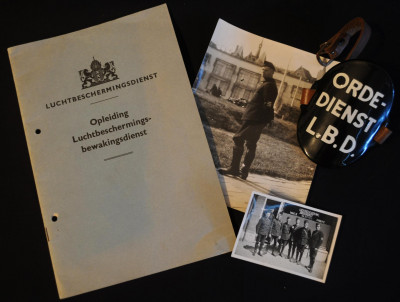 LUCHTBESCHERMINGSDIENST
Opleiding
Luchtbeschermings-
bewakingsdienst
ORDE-
DIENST
L.B.D.